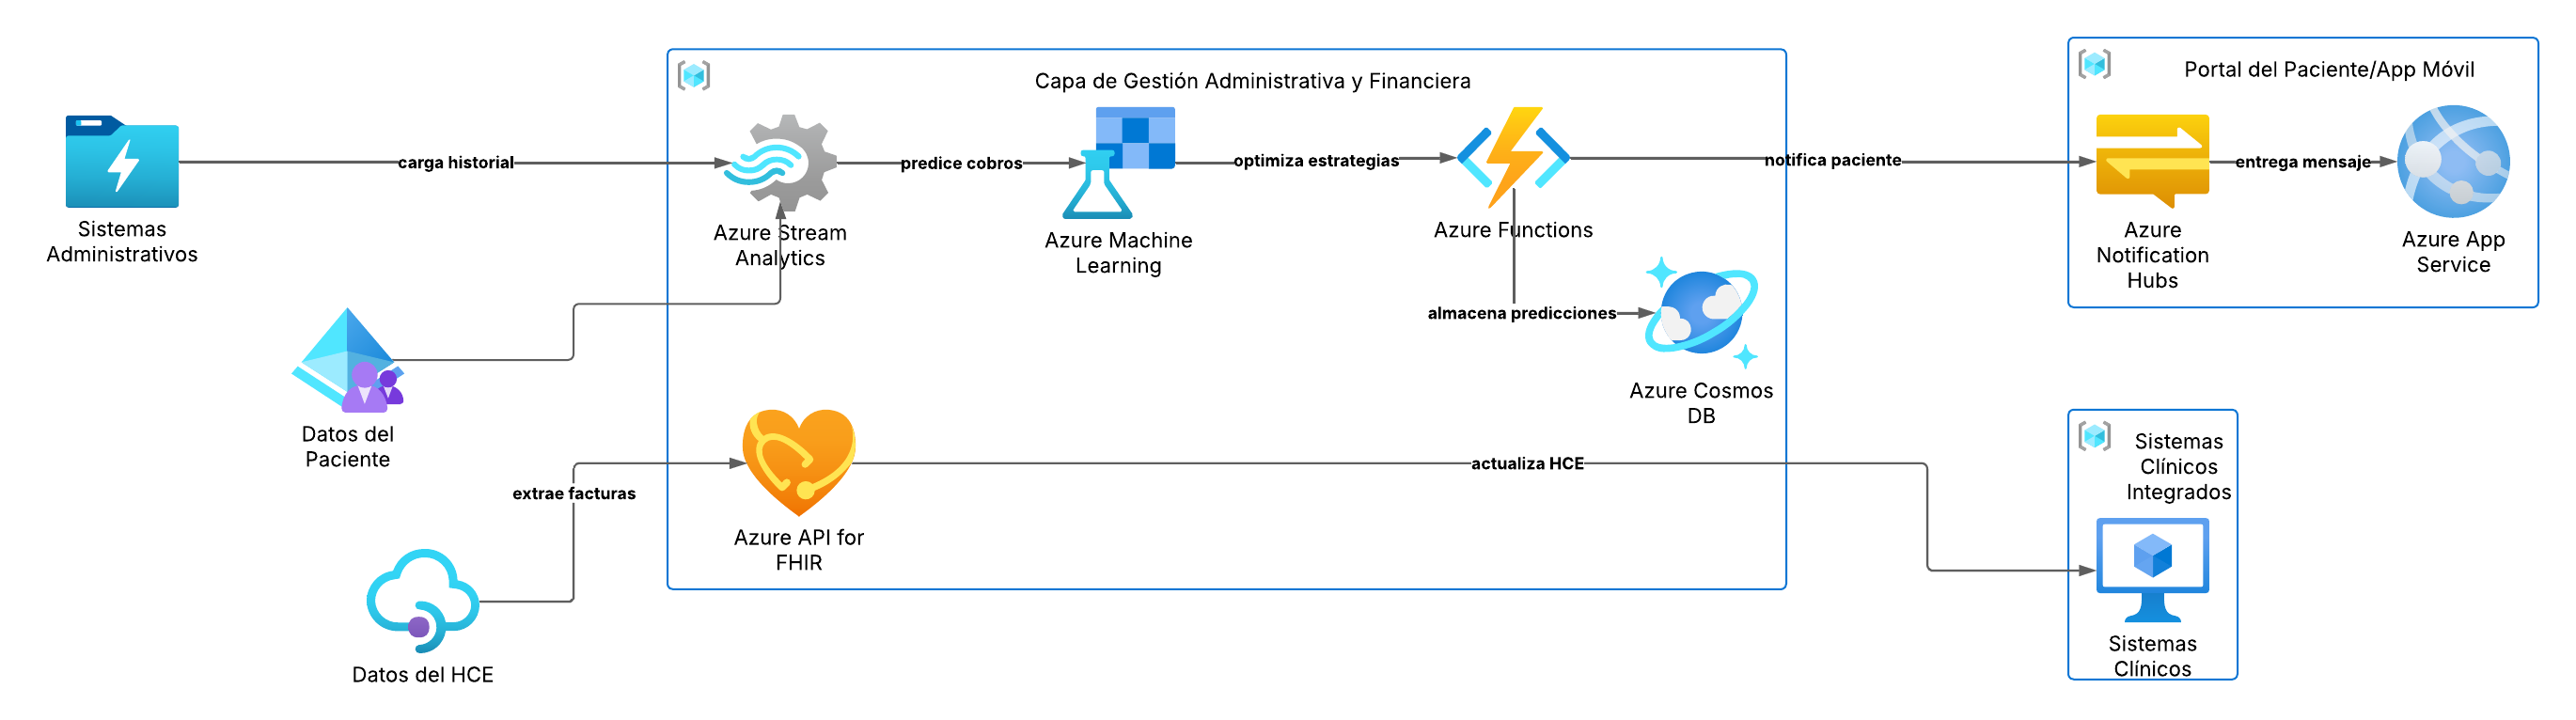 Capa de Gestión Administrativa y Financiera
Portal del Paciente/App Móvil
carga historial
predice cobros
optimiza estrategias
notifica paciente
entrega mensaje
Sistemas
Administrativos
Azure Stream
Analytics
Azure Machine
Learning
Azure Functions
Azure
Notification
Hubs
Azure App
Service
almacena predicciones
Azure Cosmos
DB
Datos del
Paciente
extrae facturas
actualiza HCE
Sistemas
Clínicos
Integrados
Azure API for
FHIR
Datos del HCE
Sistemas
Clínicos